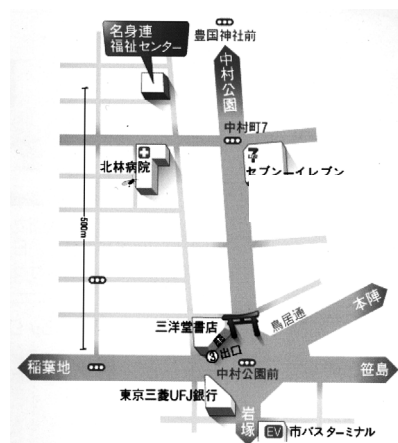 名身連
福祉センター
豊国神社前
中村公園
中村町7
北林病院
セブン-イレブン
500m
本陣
鳥居通
三洋堂書店
③出口
稲葉地
中村公園前
笹島
東京三菱UFJ銀行
岩塚
EV 市バスターミナル